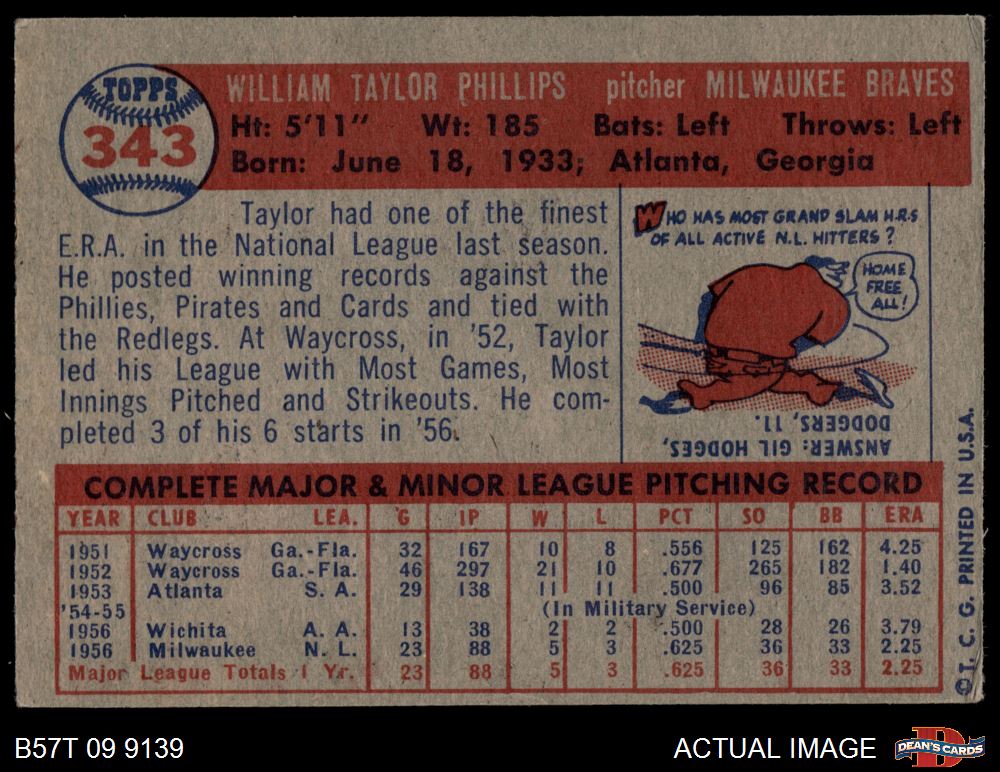 TOPPS
343
WILLIAM TAYLOR PHILLIPS pitcher MILWAUKEE BRAVES
Ht: 5'11" Wt: 185 Bats: Left Throws: Left
Born: June 18, 1933; Atlanta, Georgia
Taylor had one of the finest
E.R.A. in the National League last season.
He posted winning records against the
Phillies, Pirates and Cards and tied with
the Redlegs. At Waycross, in '52, Taylor
led his League with Most Games, Most
Innings Pitched and Strikeouts. He com-
pleted 3 of his 6 starts in '56.
WHO HAS MOST GRAND SLAM H.R.S
OF ALL ACTIVE N.L. HITTERS?
HOME
FREE
ALL!
ANSWER: GIL HODGES,
DODGERS, 11.
COMPLETE MAJOR & MINOR LEAGUE PITCHING RECORD
YEAR CLUB LEA. G IP W L PCT SO BB ERA
1951 Waycross Ga.-Fla. 32 167 10 8 .556 125 162 4.25
1952 Waycross Ga.-Fla. 46 297 21 10 .677 265 182 1.40
1953 Atlanta S. A. 29 138 11 11 .500 96 85 3.52
'54-55 (In Military Service)
1956 Wichita A. A. 13 38 2 2 .500 28 26 3.79
1956 Milwaukee N. L. 23 88 5 3 .625 36 33 2.25
Major League Totals 1 Yr. 23 88 5 3 .625 36 33 2.25
© T. C. G. PRINTED IN U.S.A.
B57T 09 9139
ACTUAL IMAGE
DEAN'S CARDS